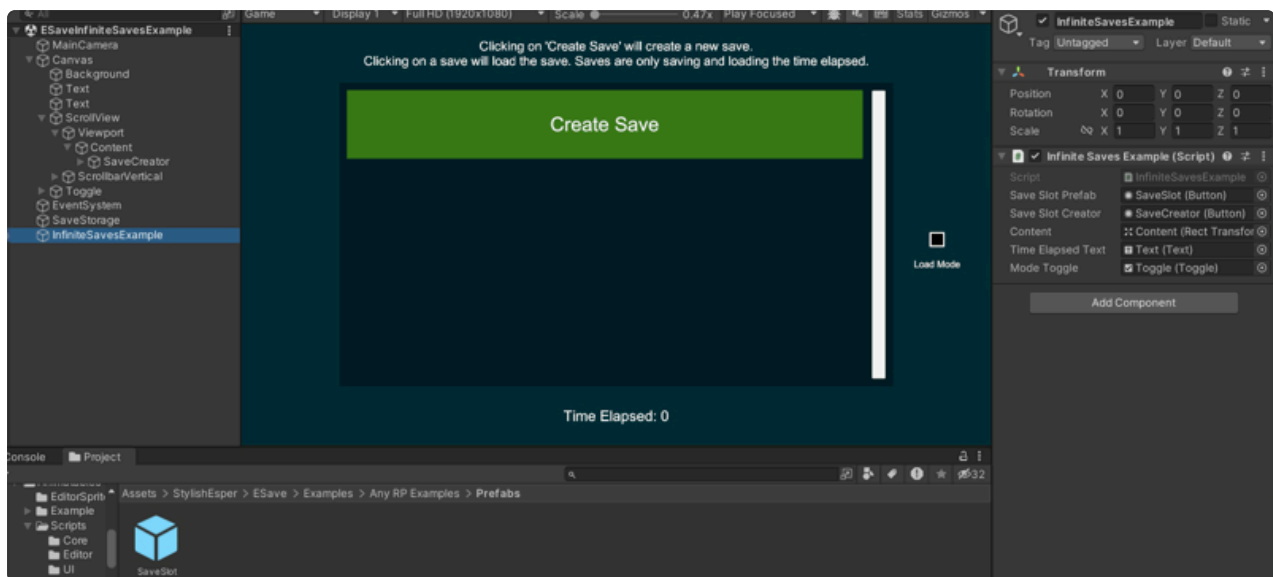 All
ESaveInfiniteSavesExample
MainCamera
Canvas
Background
Text
Text
ScrollView
Viewport
Content
SaveCreator
ScrollbarVertical
Toggle
EventSystem
SaveStorage
InfiniteSavesExample
Game Display 1 Full HD (1920x1080) Scale 0.47x Play Focused Stats Gizmos
Clicking on 'Create Save' will create a new save.
Clicking on a save will load the save. Saves are only saving and loading the time elapsed.
Create Save
Load Mode
Time Elapsed: 0
InfiniteSavesExample Static
Tag Untagged Layer Default
Transform
Position X 0 Y 0 Z 0
Rotation X 0 Y 0 Z 0
Scale X 1 Y 1 Z 1
Infinite Saves Example (Script)
Script InfiniteSavesExample
Save Slot Prefab SaveSlot (Button)
Save Slot Creator SaveCreator (Button)
Content Content (Rect Transfor
Time Elapsed Text Text (Text)
Mode Toggle Toggle (Toggle)
Add Component
Console Project
32
EditorSprite
Example
Scripts
Core
Editor
UI
Assets > StylishEsper > ESave > Examples > Any RP Examples > Prefabs
SaveSlot